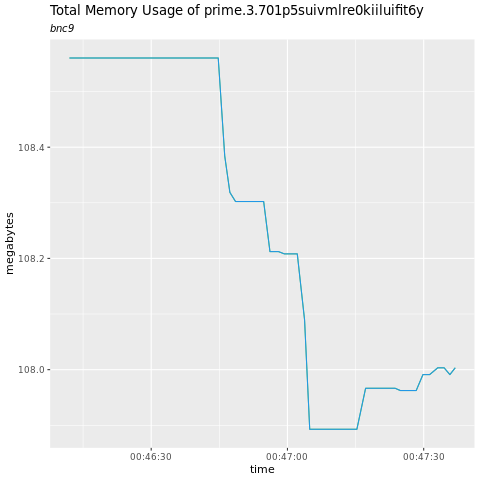 Total Memory Usage of prime.3.701p5suivmlre0kiiluifit6y
bnc9
108.4
108.2
108.0
megabytes
00:46:30
00:47:00
00:47:30
time